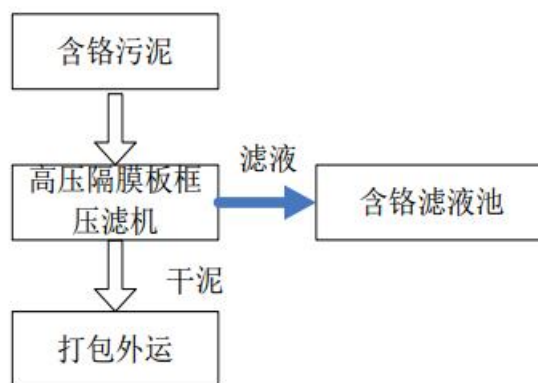 含铬污泥
高压隔膜板框
压滤机
滤液
含铬滤液池
干泥
打包外运